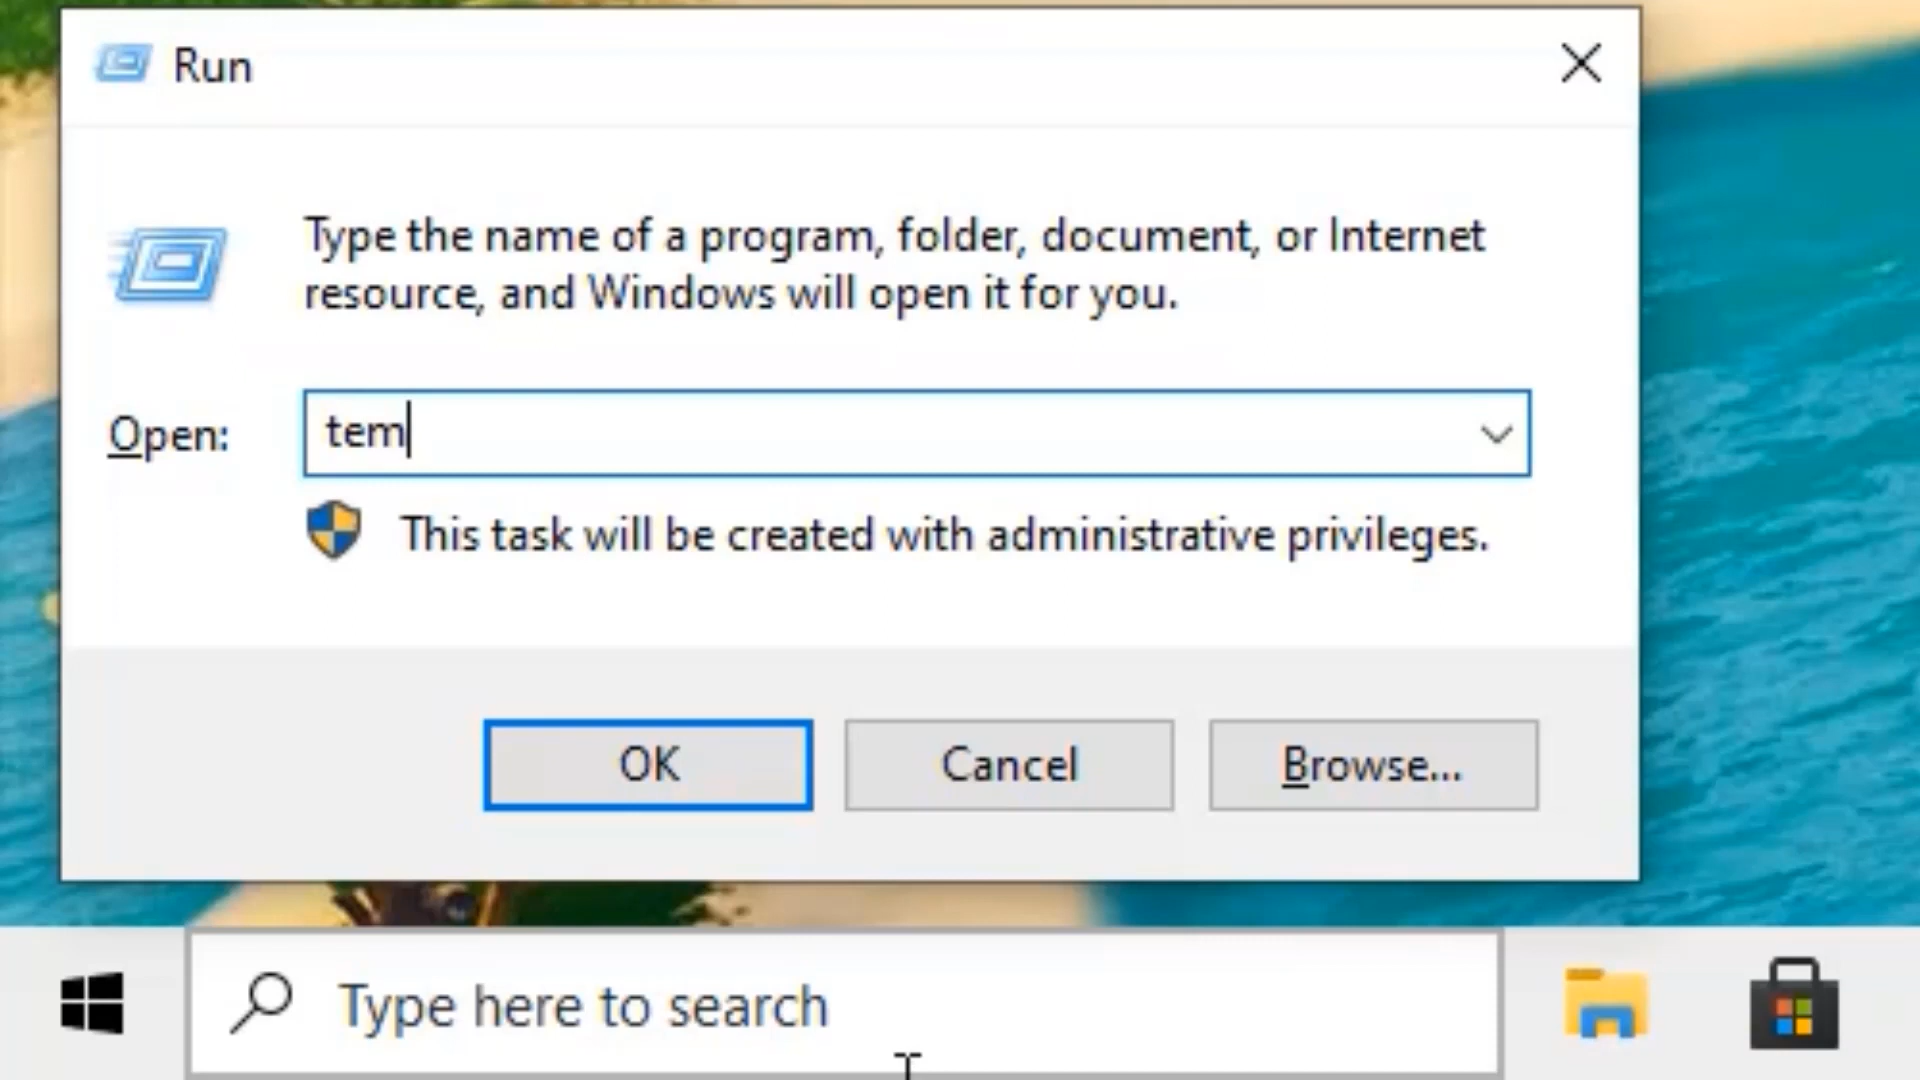 Run
Type the name of a program, folder, document, or Internet
resource, and Windows will open it for you.
Open:
tem
This task will be created with administrative privileges.
OK
Cancel
Browse...
Type here to search